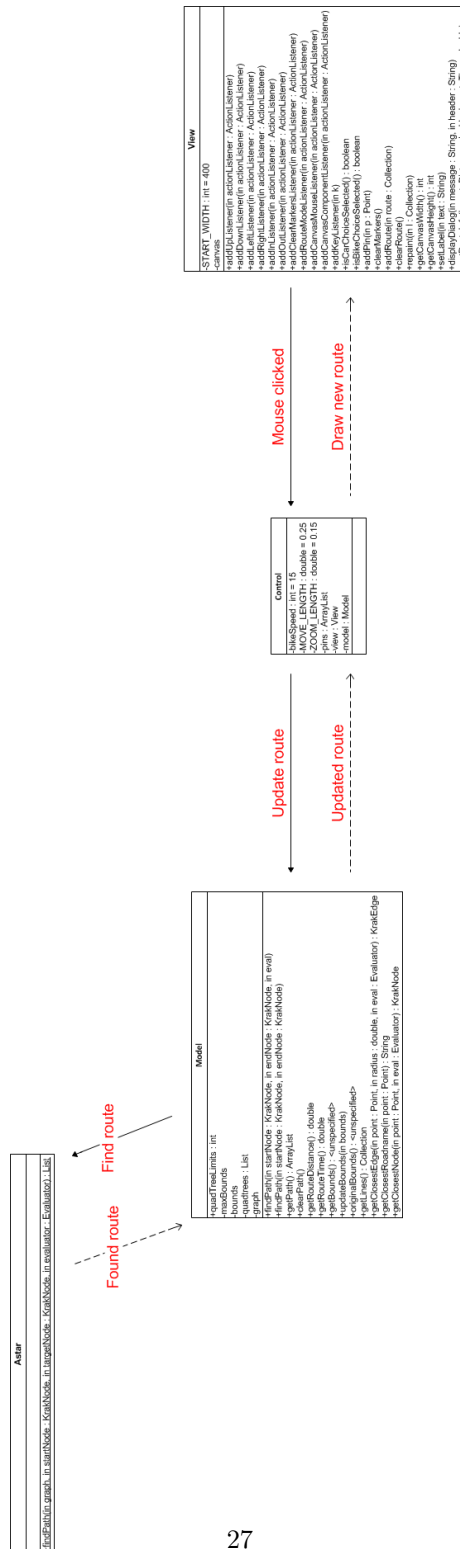 Astar
findPath(in graph, in startNode : KrakNode, in targetNode : KrakNode, in evaluator : Evaluator) : List
Find route
Found route
Model
+quadTreeLimits : int
-maxBounds
-bounds
-quadtrees : List
-graph
+findPath(in startNode : KrakNode, in endNode : KrakNode, in eval)
+findPath(in startNode : KrakNode, in endNode : KrakNode)
+getPath() : ArrayList
+clearPath()
+getRouteDistance() : double
+getRouteTime() : double
+getBounds() : <unspecified>
+updateBounds(in bounds)
+originalBounds() : <unspecified>
+getLines() : Collection
+getClosestEdge(in point : Point, in radius : double, in eval : Evaluator) : KrakEdge
+getClosestRoadname(in point : Point) : String
+getClosestNode(in point : Point, in eval : Evaluator) : KrakNode
Update route
Updated route
Control
-bikeSpeed : int = 15
-MOVE_LENGTH : double = 0.25
-ZOOM_LENGTH : double = 0.15
-pins : ArrayList
-view : View
-model : Model
Mouse clicked
Draw new route
View
-START_WIDTH : int = 400
-canvas
+addUpListener(in actionListener : ActionListener)
+addDownListener(in actionListener : ActionListener)
+addLeftListener(in actionListener : ActionListener)
+addRightListener(in actionListener : ActionListener)
+addInListener(in actionListener : ActionListener)
+addOutListener(in actionListener : ActionListener)
+addClearMarkersListener(in actionListener : ActionListener)
+addRouteModeListener(in actionListener : ActionListener)
+addCanvasMouseListener(in actionListener : ActionListener)
+addCanvasComponentListener(in actionListener : ActionListener)
+addKeyListener(in k)
+isCarChoiceSelected() : boolean
+isBikeChoiceSelected() : boolean
+addPin(in p : Point)
+clearMarkers()
+addRoute(in route : Collection)
+clearRoute()
+repaint(in l : Collection)
+getCanvasWidth() : int
+getCanvasHeight() : int
+setLabel(in text : String)
+displayDialog(in message : String, in header : String)
27